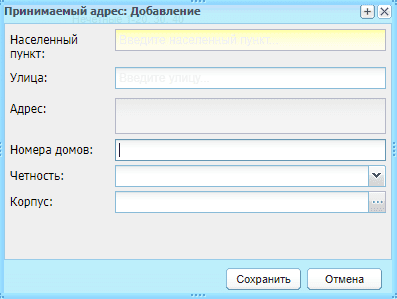 Принимаемый адрес: Добавление
Населенный
пункт:
Введите населенный пункт...
Улица:
Введите улицу...
Адрес:
Номера домов:
Четность:
Корпус:
Сохранить Отмена